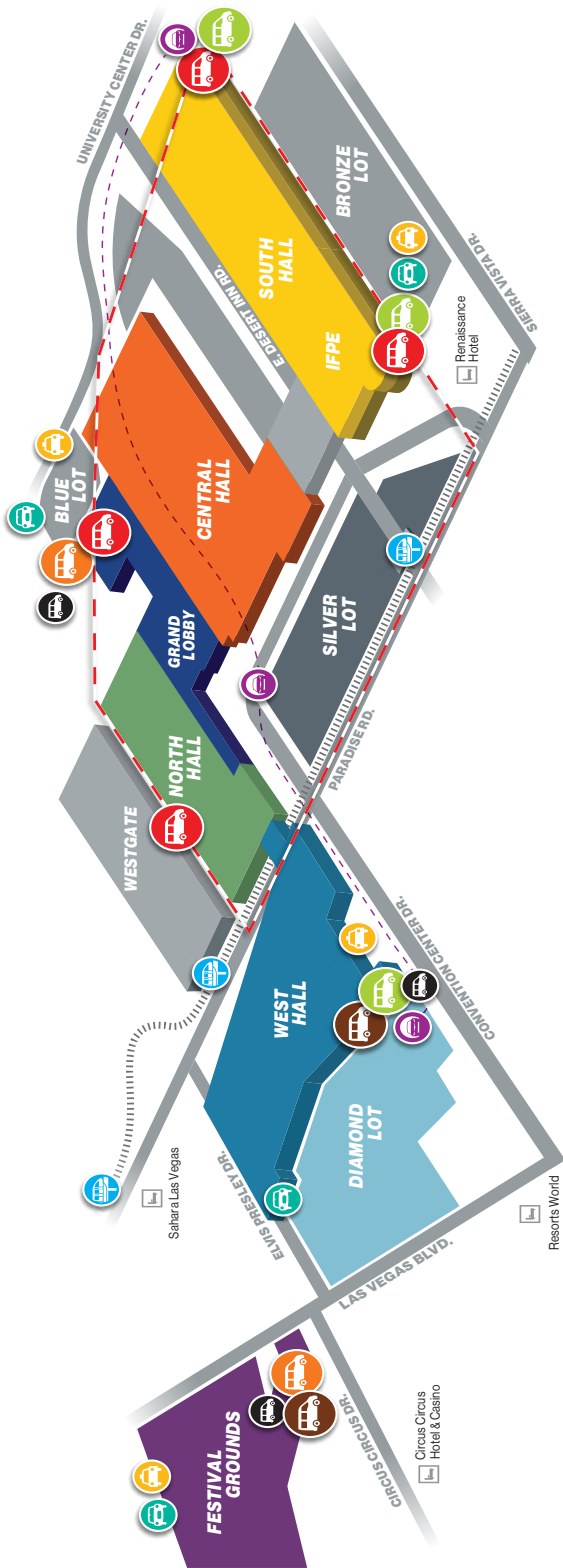 UNIVERSITY CENTER DR.
BRONZE
LOT
SOUTH
HALL
IFPE
E. DESERT INN RD.
SIERRA VISTA DR.
Renaissance
Hotel
BLUE
LOT
CENTRAL
HALL
GRAND
LOBBY
SILVER
LOT
NORTH
HALL
PARADISE RD.
WESTGATE
WEST
HALL
CONVENTION CENTER DR.
DIAMOND
LOT
Sahara Las Vegas
ELVIS PRESLEY DR.
Resorts World
LAS VEGAS BLVD.
FESTIVAL
GROUNDS
CIRCUS CIRCUS DR.
Circus Circus
Hotel & Casino